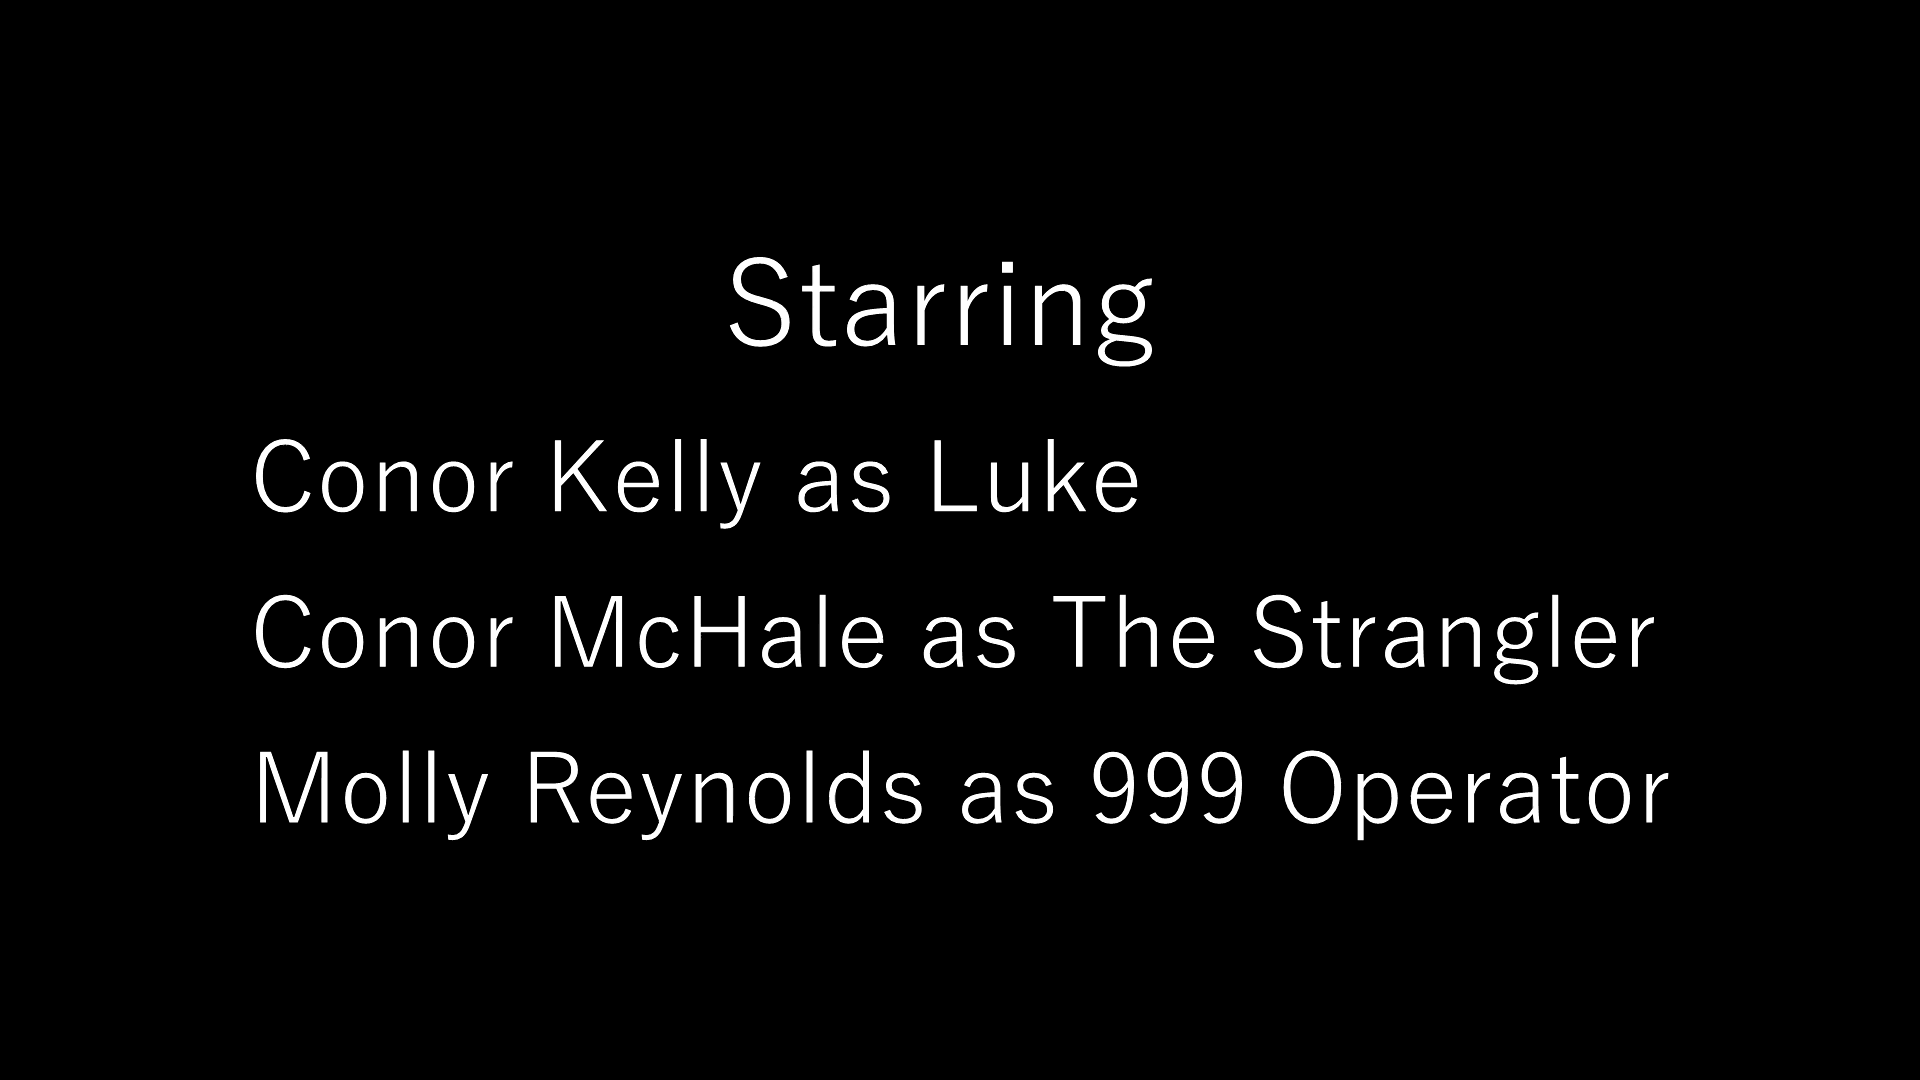 Starring
Conor Kelly as Luke
Conor McHale as The Strangler
Molly Reynolds as 999 Operator